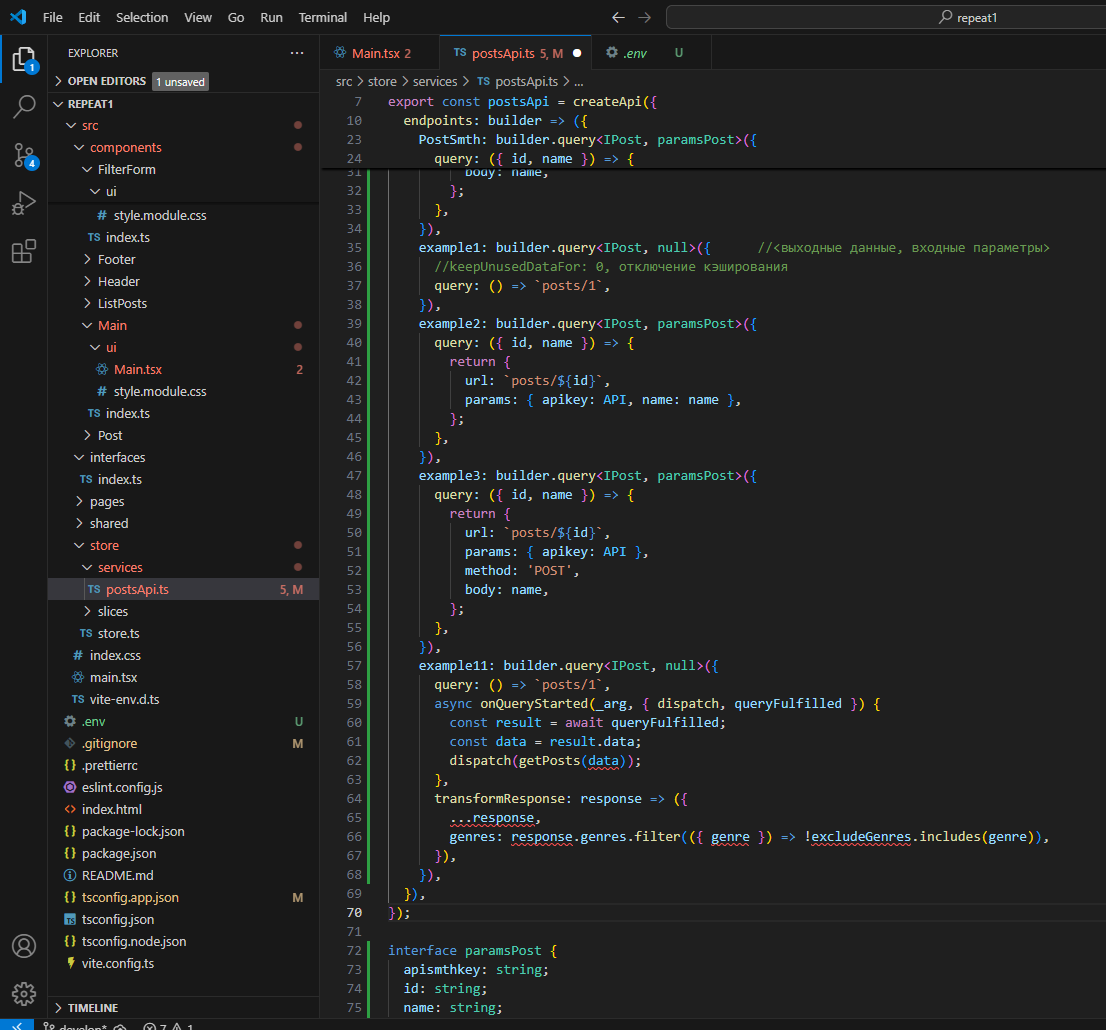 File Edit Selection View Go Run Terminal Help
repeat1
EXPLORER
OPEN EDITORS 1 unsaved
REPEAT1
src
components
FilterForm
ui
# style.module.css
TS index.ts
Footer
Header
ListPosts
Main
ui
Main.tsx 2
# style.module.css
TS index.ts
Post
interfaces
TS index.ts
pages
shared
store
services
TS postsApi.ts 5, M
slices
TS store.ts
# index.css
main.tsx
TS vite-env.d.ts
.env U
.gitignore M
{} .prettierrc
eslint.config.js
<> index.html
{} package-lock.json
{} package.json
README.md
{} tsconfig.app.json M
TS tsconfig.json
{} tsconfig.node.json
vite.config.ts
TIMELINE
develop* 7 1
1
4
Main.tsx 2 TS postsApi.ts 5, M .env U
src > store > services > TS postsApi.ts > ...
7 export const postsApi = createApi({
10 endpoints: builder => ({
23 PostSmth: builder.query<IPost, paramsPost>({
24 query: ({ id, name }) => {
31 body: name,
32 };
33 },
34 }),
35 example1: builder.query<IPost, null>({ //<выходные данные, входные параметры>
36 //keepUnusedDataFor: 0, отключение кэширования
37 query: () => `posts/1`,
38 }),
39 example2: builder.query<IPost, paramsPost>({
40 query: ({ id, name }) => {
41 return {
42 url: `posts/${id}`,
43 params: { apikey: API, name: name },
44 };
45 },
46 }),
47 example3: builder.query<IPost, paramsPost>({
48 query: ({ id, name }) => {
49 return {
50 url: `posts/${id}`,
51 params: { apikey: API },
52 method: 'POST',
53 body: name,
54 };
55 },
56 }),
57 example11: builder.query<IPost, null>({
58 query: () => `posts/1`,
59 async onQueryStarted(_arg, { dispatch, queryFulfilled }) {
60 const result = await queryFulfilled;
61 const data = result.data;
62 dispatch(getPosts(data));
63 },
64 transformResponse: response => ({
65 ...response,
66 genres: response.genres.filter(({ genre }) => !excludeGenres.includes(genre)),
67 }),
68 }),
69 }),
70 });
71
72 interface paramsPost {
73 apismthkey: string;
74 id: string;
75 name: string;